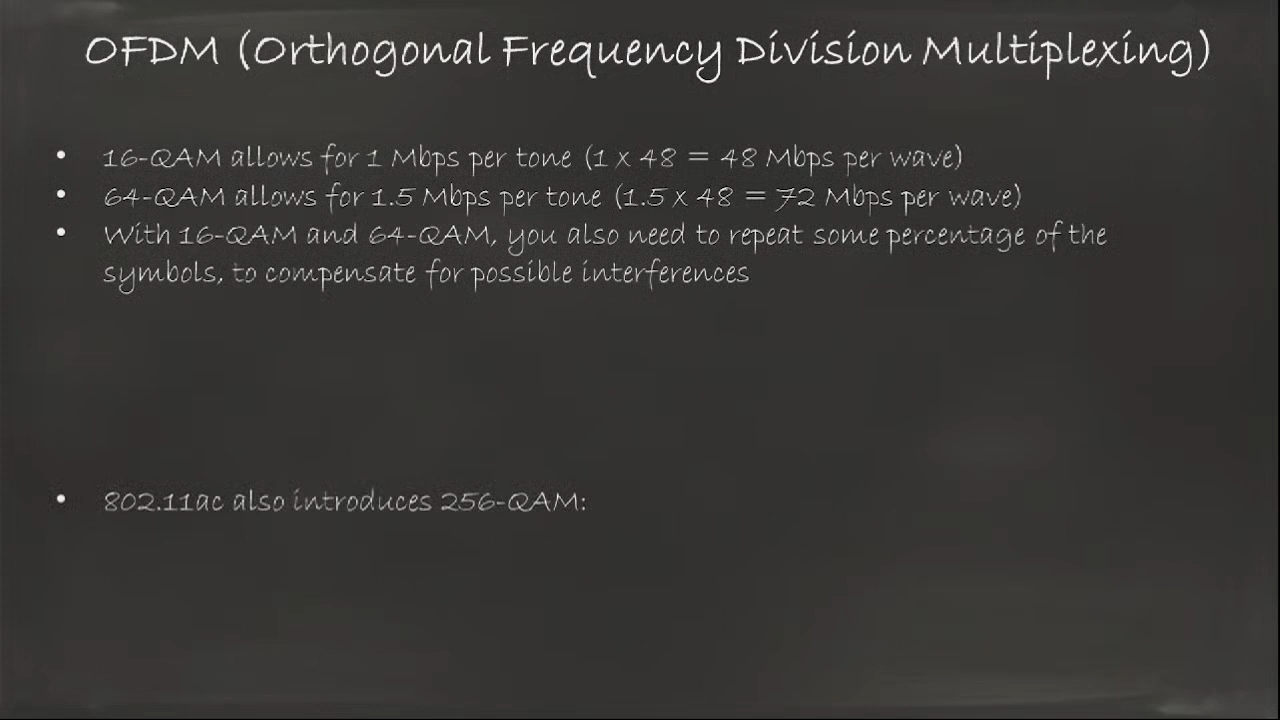 OFDM (Orthogonal Frequency Division Multiplexing)
• 16-QAM allows for 1 Mbps per tone (1 x 48 = 48 Mbps per wave)
• 64-QAM allows for 1.5 Mbps per tone (1.5 x 48 = 72 Mbps per wave)
• With 16-QAM and 64-QAM, you also need to repeat some percentage of the
symbols, to compensate for possible interferences
• 802.11ac also introduces 256-QAM: